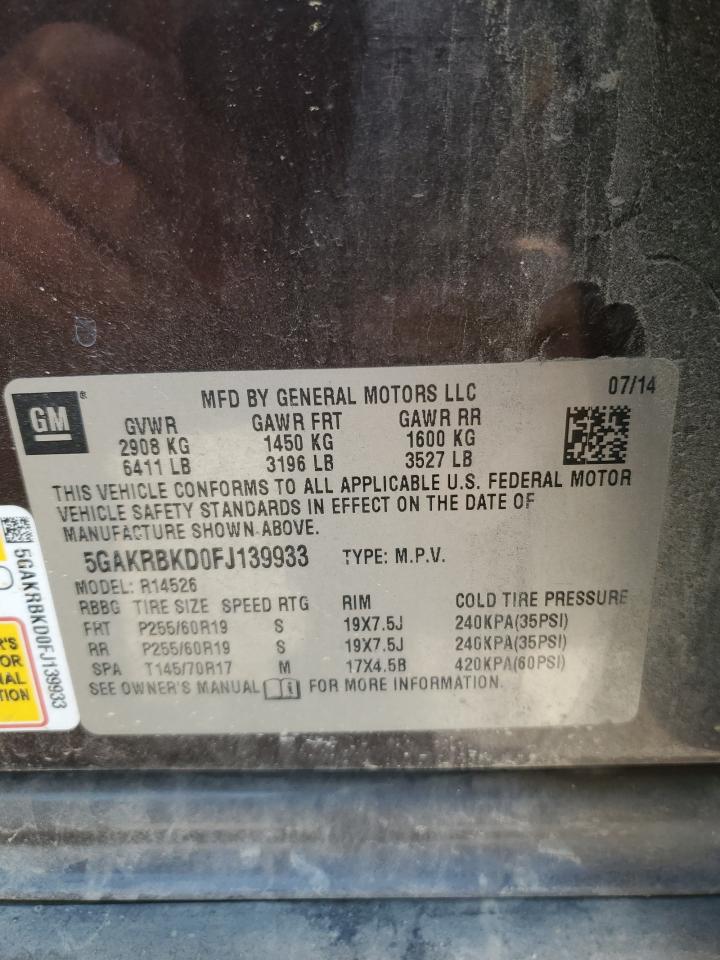 GM®
MFD BY GENERAL MOTORS LLC 07/14
GVWR GAWR FRT GAWR RR
2908 KG 1450 KG 1600 KG
6411 LB 3196 LB 3527 LB
THIS VEHICLE CONFORMS TO ALL APPLICABLE U.S. FEDERAL MOTOR
VEHICLE SAFETY STANDARDS IN EFFECT ON THE DATE OF
MANUFACTURE SHOWN ABOVE.
5GAKRBKD0FJ139933 TYPE: M.P.V.
MODEL: R14526
RBBG TIRE SIZE SPEED RTG RIM COLD TIRE PRESSURE
FRT P255/60R19 S 19X7.5J 240KPA(35PSI)
RR P255/60R19 S 19X7.5J 240KPA(35PSI)
SPA T145/70R17 M 17X4.5B 420KPA(60PSI)
SEE OWNER'S MANUAL FOR MORE INFORMATION.
5GAKRBKD0FJ139933